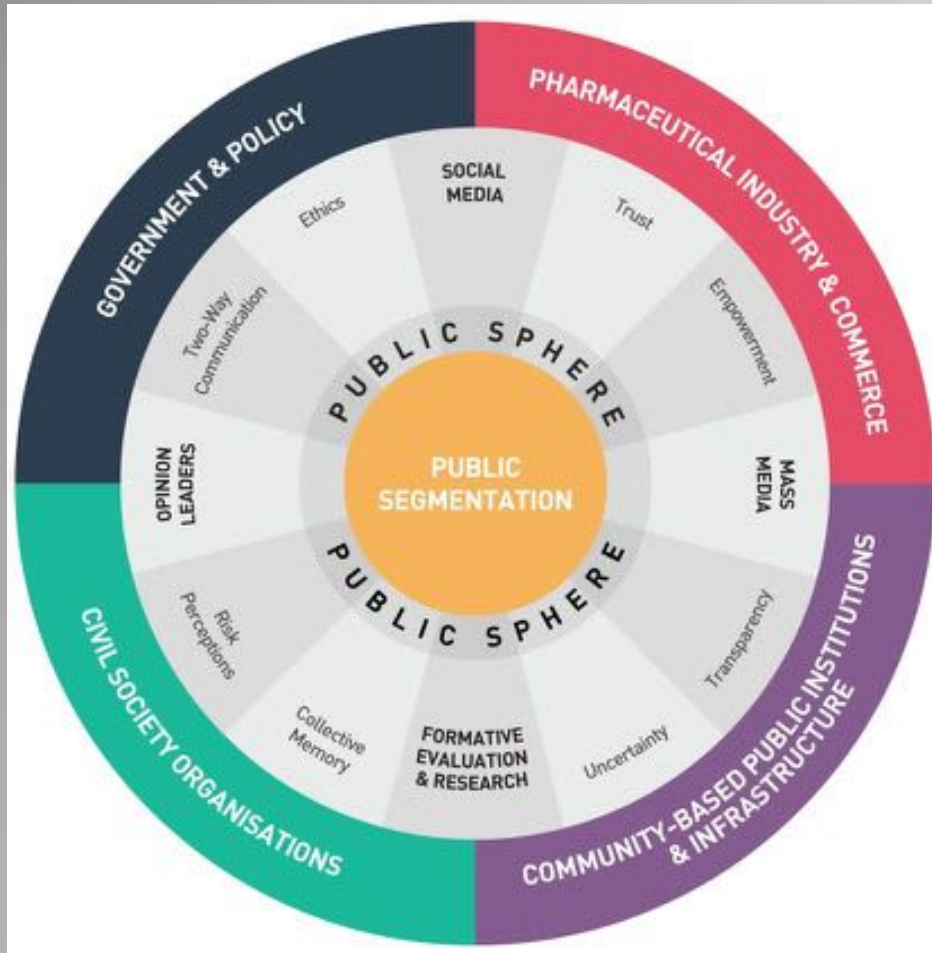 GOVERNMENT & POLICY
PHARMACEUTICAL INDUSTRY & COMMERCE
COMMUNITY-BASED PUBLIC INSTITUTIONS
& INFRASTRUCTURE
CIVIL SOCIETY ORGANISATIONS
SOCIAL
MEDIA
Trust
Empowerment
MASS
MEDIA
Transparency
Uncertainty
FORMATIVE
EVALUATION
& RESEARCH
Collective
Memory
Risk
Perceptions
OPINION
LEADERS
Two-Way
Communication
Ethics
PUBLIC SPHERE
PUBLIC
SEGMENTATION
PUBLIC SPHERE